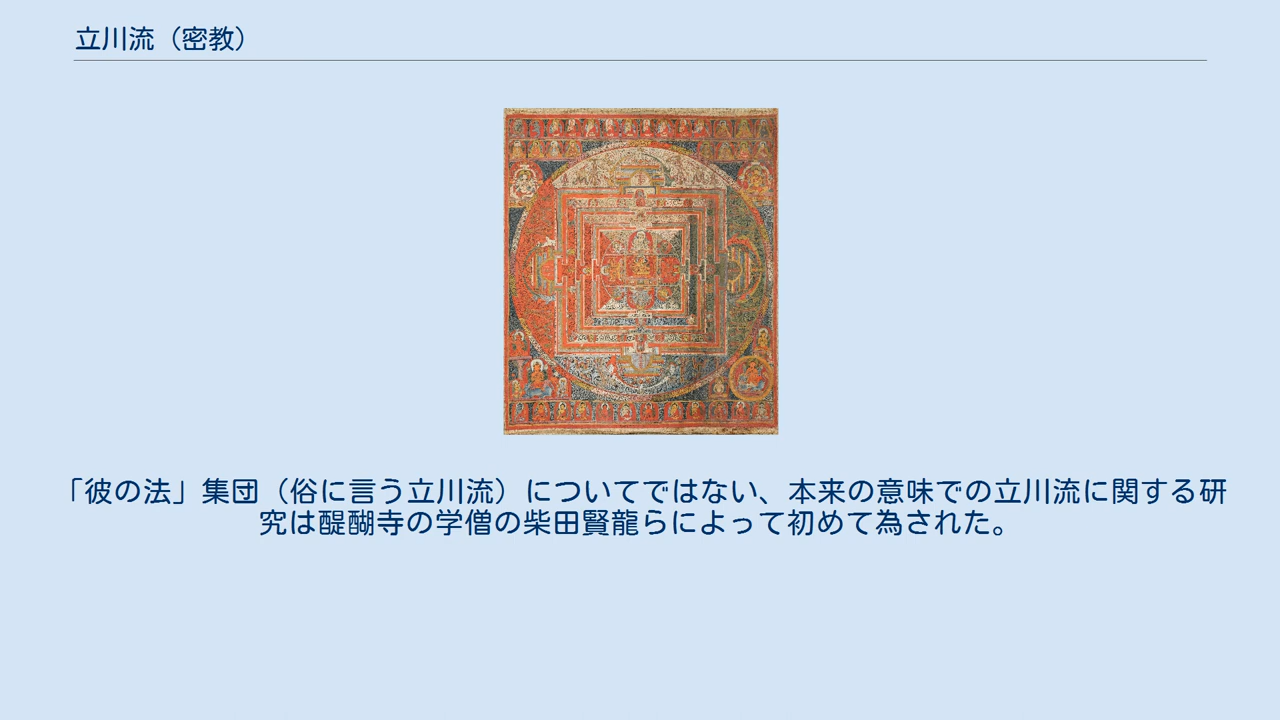 立川流（密教）
「彼の法」集団（俗に言う立川流）についてではない、本来の意味での立川流に関する研
究は醍醐寺の学僧の柴田賢龍らによって初めて為された。